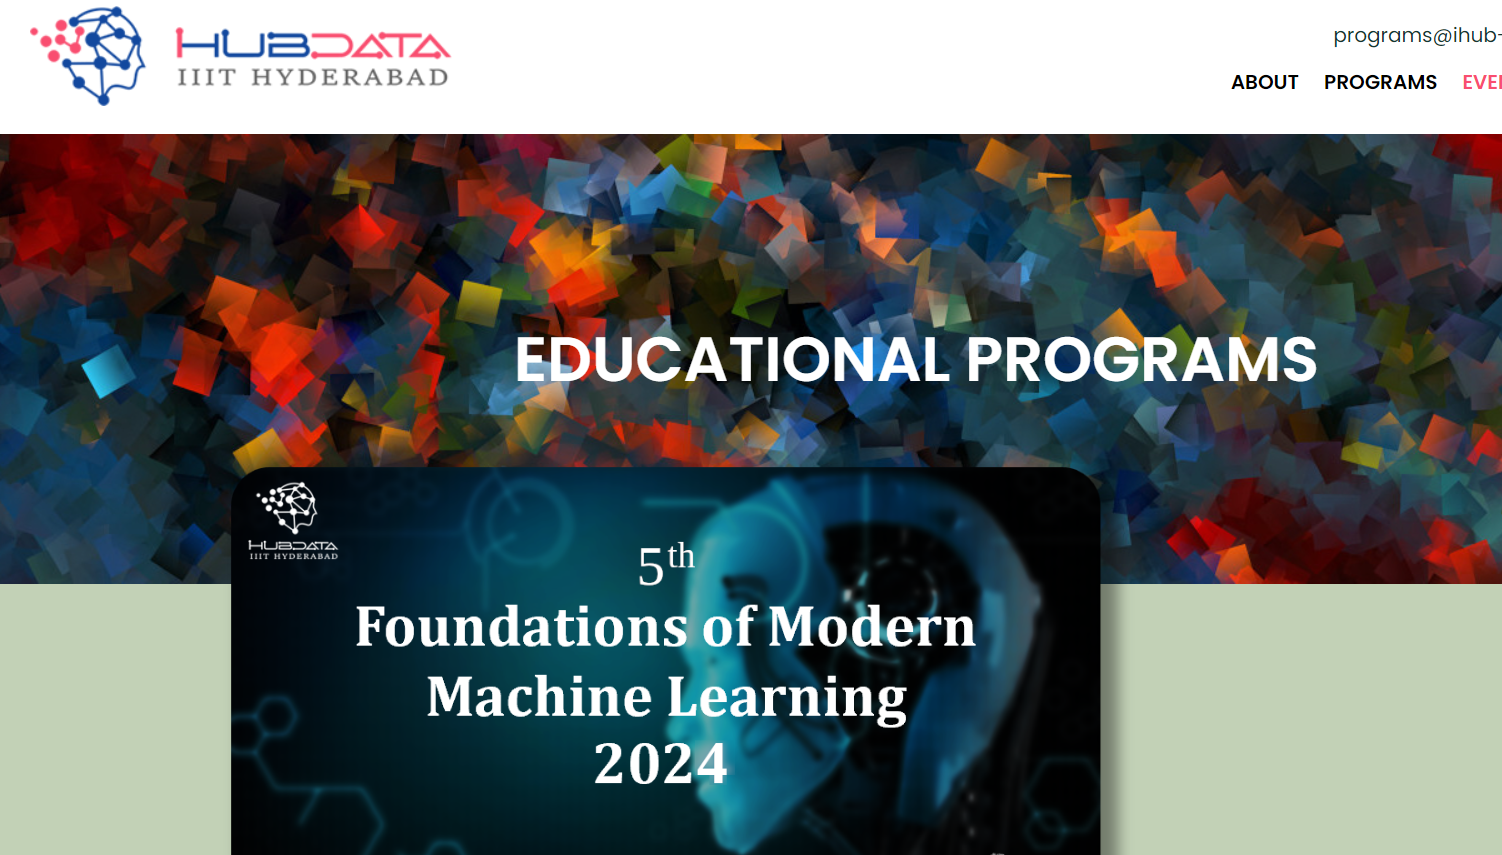 HUBDATA
IIIT HYDERABAD
programs@ihub-
ABOUT PROGRAMS EVE
EDUCATIONAL PROGRAMS
HUBDATA
IIIT HYDERABAD
5th
Foundations of Modern
Machine Learning
2024